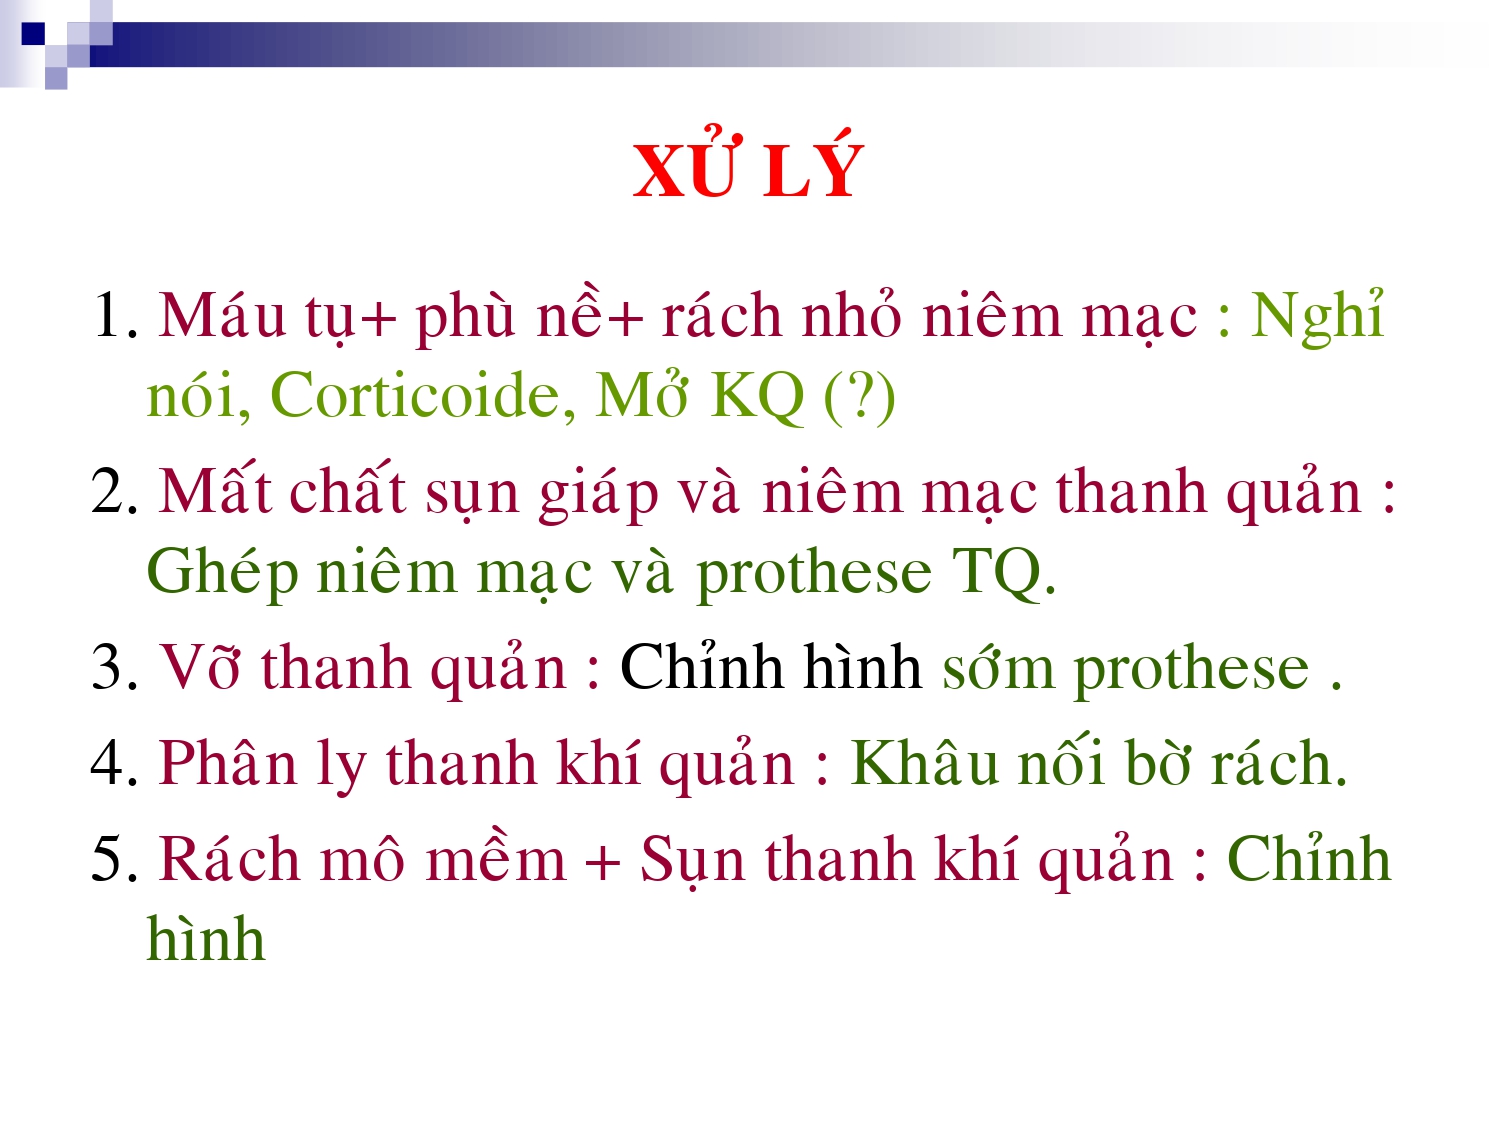 XỬ LÝ
1. Máu tụ+ phù nề+ rách nhỏ niêm mạc : Nghỉ
nói, Corticoide, Mở KQ (?)
2. Mất chất sụn giáp và niêm mạc thanh quản :
Ghép niêm mạc và prothese TQ.
3. Vỡ thanh quản : Chỉnh hình sớm prothese .
4. Phân ly thanh khí quản : Khâu nối bờ rách.
5. Rách mô mềm + Sụn thanh khí quản : Chỉnh
hình